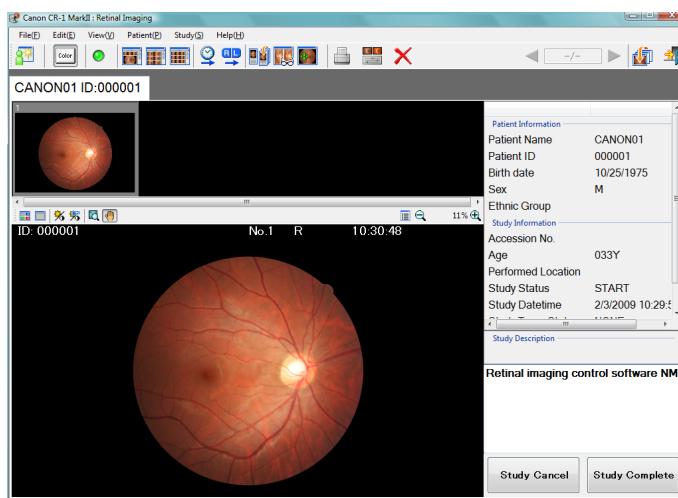 Canon CR-1 MarkII : Retinal Imaging
File(F) Edit(E) View(V) Patient(P) Study(S) Help(H)
Color
-/-
CANON01 ID:000001
1
Patient Information
Patient Name CANON01
Patient ID 000001
Birth date 10/25/1975
Sex M
Ethnic Group
Study Information
Accession No.
Age 033Y
Performed Location
Study Status START
Study Datetime 2/3/2009 10:29:5
11%
ID: 000001 No.1 R 10:30:48
Study Description
Retinal imaging control software NM
Study Cancel Study Complete